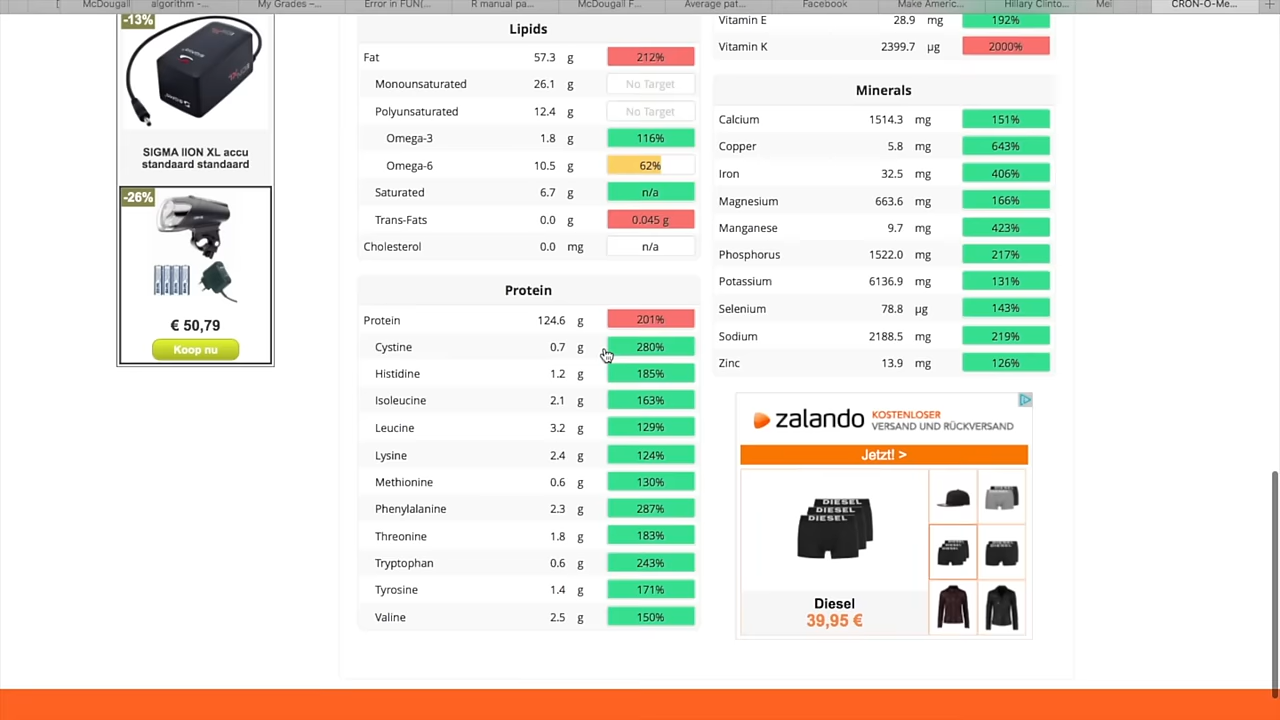 McDougall
algorithm -...
My Grades –...
Error in FUN(...
R manual pa...
McDougall F...
Average pat...
Facebook
Make Americ...
Hillary Clinto...
Mei
CRON-O-Me...
-13%
SIGMA IION XL accu
standaard standaard
-26%
€ 50,79
Koop nu
Lipids
Fat 57.3 g 212%
Monounsaturated 26.1 g No Target
Polyunsaturated 12.4 g No Target
Omega-3 1.8 g 116%
Omega-6 10.5 g 62%
Saturated 6.7 g n/a
Trans-Fats 0.0 g 0.045 g
Cholesterol 0.0 mg n/a
Protein
Protein 124.6 g 201%
Cystine 0.7 g 280%
Histidine 1.2 g 185%
Isoleucine 2.1 g 163%
Leucine 3.2 g 129%
Lysine 2.4 g 124%
Methionine 0.6 g 130%
Phenylalanine 2.3 g 287%
Threonine 1.8 g 183%
Tryptophan 0.6 g 243%
Tyrosine 1.4 g 171%
Valine 2.5 g 150%
Vitamin E 28.9 mg 192%
Vitamin K 2399.7 µg 2000%
Minerals
Calcium 1514.3 mg 151%
Copper 5.8 mg 643%
Iron 32.5 mg 406%
Magnesium 663.6 mg 166%
Manganese 9.7 mg 423%
Phosphorus 1522.0 mg 217%
Potassium 6136.9 mg 131%
Selenium 78.8 µg 143%
Sodium 2188.5 mg 219%
Zinc 13.9 mg 126%
zalando
KOSTENLOSER
VERSAND UND RÜCKVERSAND
Jetzt! >
DIESEL
DIESEL
DIESEL
Diesel
39,95 €